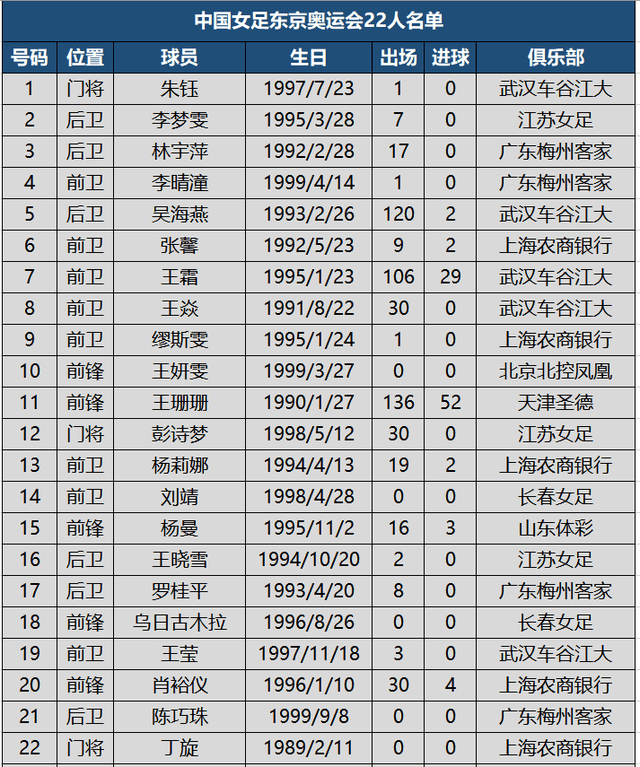 中国女足东京奥运会22人名单
号码 位置 球员 生日 出场 进球 俱乐部
1 门将 朱钰 1997/7/23 1 0 武汉车谷江大
2 后卫 李梦雯 1995/3/28 7 0 江苏女足
3 后卫 林宇萍 1992/2/28 17 0 广东梅州客家
4 前卫 李晴潼 1999/4/14 1 0 广东梅州客家
5 后卫 吴海燕 1993/2/26 120 2 武汉车谷江大
6 前卫 张馨 1992/5/23 9 2 上海农商银行
7 前卫 王霜 1995/1/23 106 29 武汉车谷江大
8 前卫 王焱 1991/8/22 30 0 武汉车谷江大
9 前卫 缪斯雯 1995/1/24 1 0 上海农商银行
10 前锋 王妍雯 1999/3/27 0 0 北京北控凤凰
11 前锋 王珊珊 1990/1/27 136 52 天津圣德
12 门将 彭诗梦 1998/5/12 30 0 江苏女足
13 前卫 杨莉娜 1994/4/13 19 2 上海农商银行
14 前卫 刘靖 1998/4/28 0 0 长春女足
15 前锋 杨曼 1995/11/2 16 3 山东体彩
16 后卫 王晓雪 1994/10/20 2 0 江苏女足
17 后卫 罗桂平 1993/4/20 8 0 广东梅州客家
18 前锋 乌日古木拉 1996/8/26 0 0 长春女足
19 前卫 王莹 1997/11/18 3 0 武汉车谷江大
20 前锋 肖裕仪 1996/1/10 30 4 上海农商银行
21 后卫 陈巧珠 1999/9/8 0 0 广东梅州客家
22 门将 丁旋 1989/2/11 0 0 上海农商银行